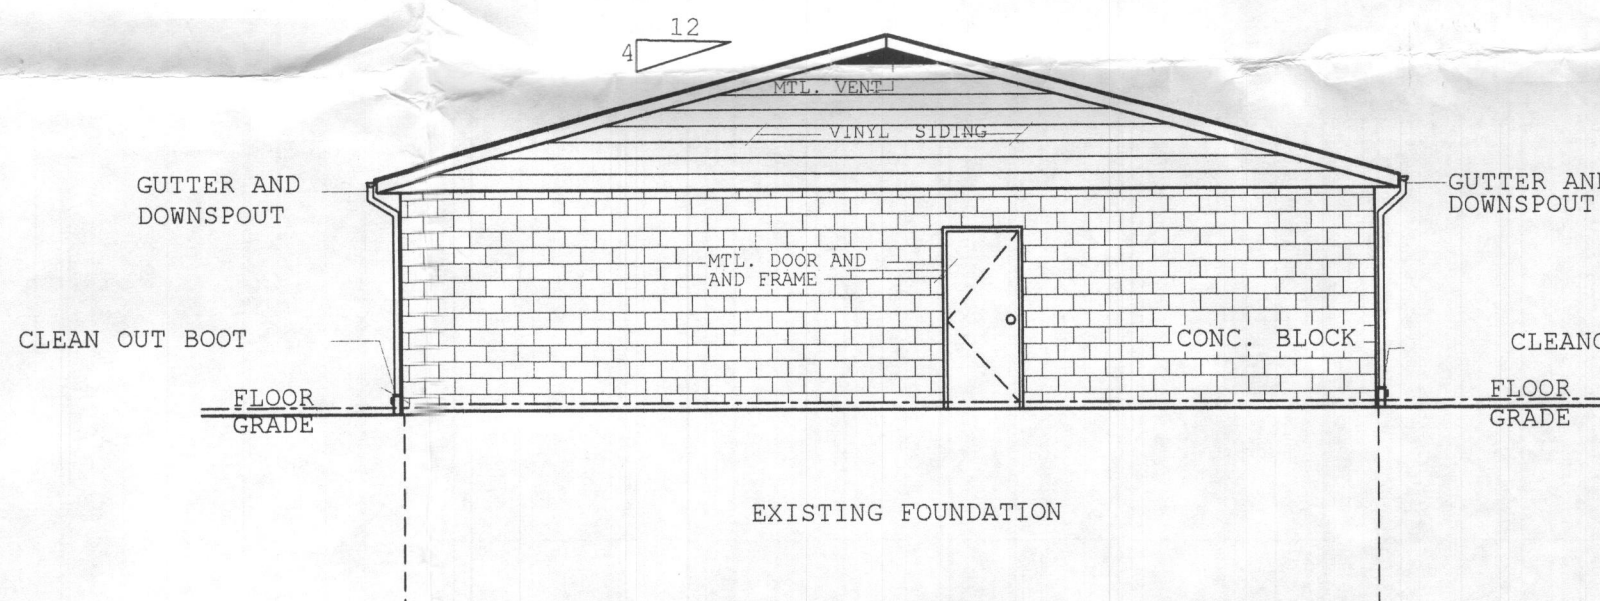 12
4
MTL. VENT
VINYL SIDING
GUTTER AND
DOWNSPOUT
GUTTER AND
DOWNSPOUT
MTL. DOOR AND
AND FRAME
CLEAN OUT BOOT
CONC. BLOCK
CLEANO
FLOOR
GRADE
FLOOR
GRADE
EXISTING FOUNDATION